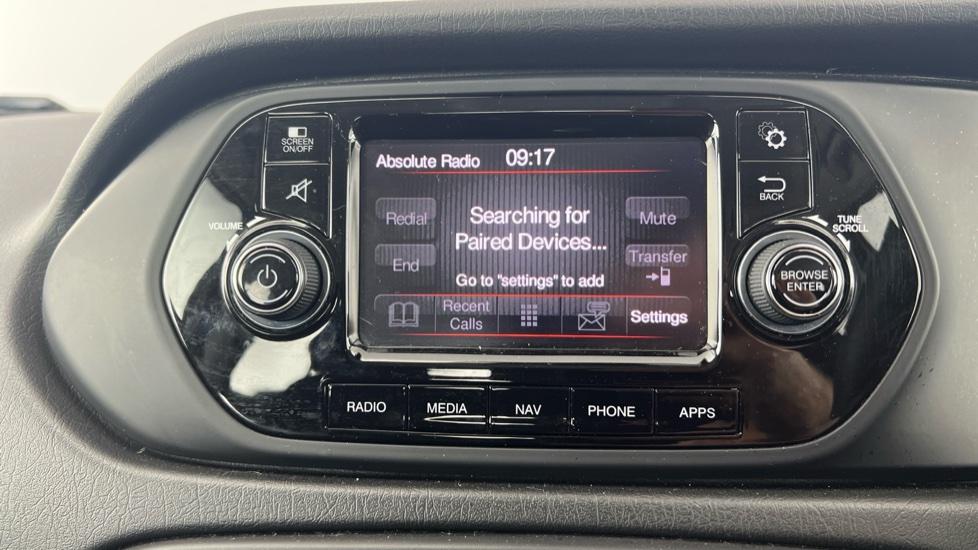 SCREEN
ON/OFF
VOLUME
Absolute Radio 09:17
Redial
Searching for
Paired Devices...
Mute
End
Transfer
Go to "settings" to add
Recent
Calls
Settings
BACK
TUNE
SCROLL
BROWSE
ENTER
RADIO
MEDIA
NAV
PHONE
APPS